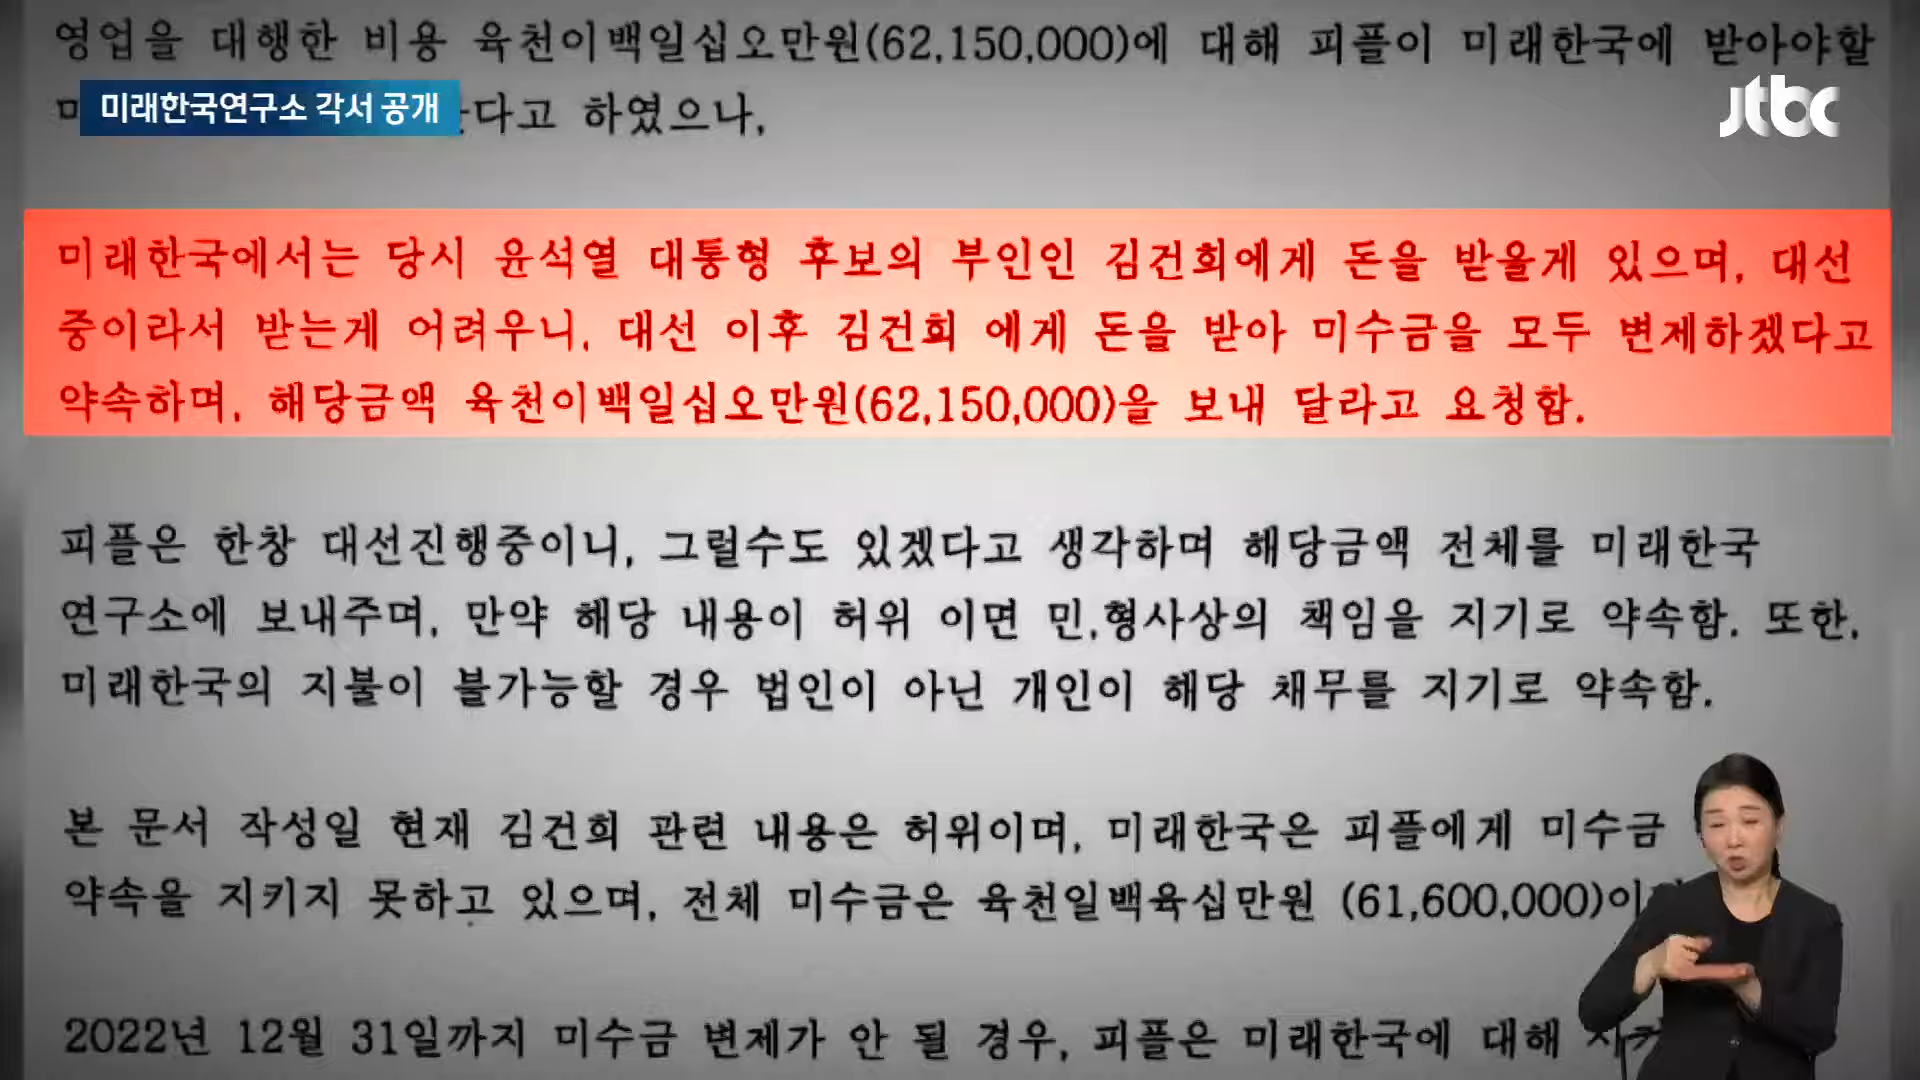 영업을 대행한 비용 육천이백일십오만원(62,150,000)에 대해 피플이 미래한국에 받아야할
다고 하였으나,
미래한국연구소 각서 공개
jtbc
미래한국에서는 당시 윤석열 대통형 후보의 부인인 김건희에게 돈을 받을게 있으며, 대선
중이라서 받는게 어려우니, 대선 이후 김건희 에게 돈을 받아 미수금을 모두 변제하겠다고
약속하며, 해당금액 육천이백일십오만원(62,150,000)을 보내 달라고 요청함.
피플은 한창 대선진행중이니, 그럴수도 있겠다고 생각하며 해당금액 전체를 미래한국
연구소에 보내주며, 만약 해당 내용이 허위 이면 민,형사상의 책임을 지기로 약속함. 또한,
미래한국의 지불이 불가능할 경우 법인이 아닌 개인이 해당 채무를 지기로 약속함.
본 문서 작성일 현재 김건희 관련 내용은 허위이며, 미래한국은 피플에게 미수금
약속을 지키지 못하고 있으며, 전체 미수금은 육천일백육십만원 (61,600,000)이
2022년 12월 31일까지 미수금 변제가 안 될 경우, 피플은 미래한국에 대해